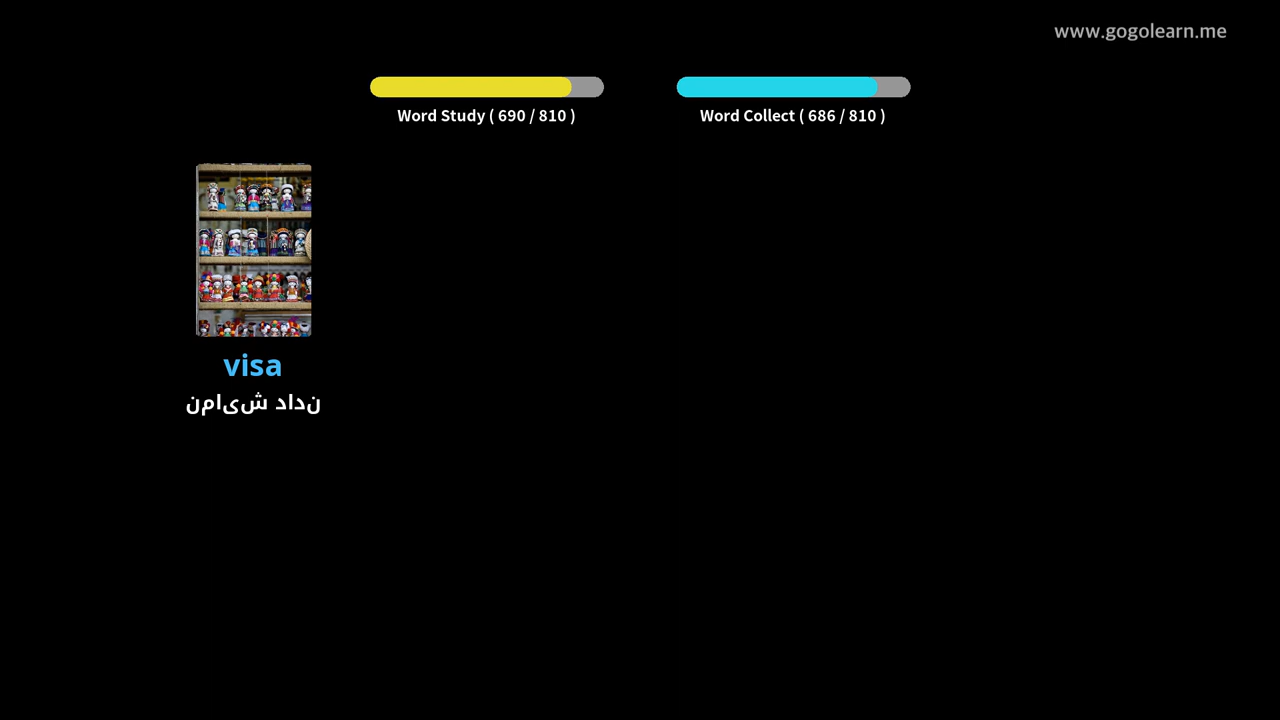 www.gogolearn.me
Word Study ( 690 / 810 )
Word Collect ( 686 / 810 )
visa
نداد شیامن